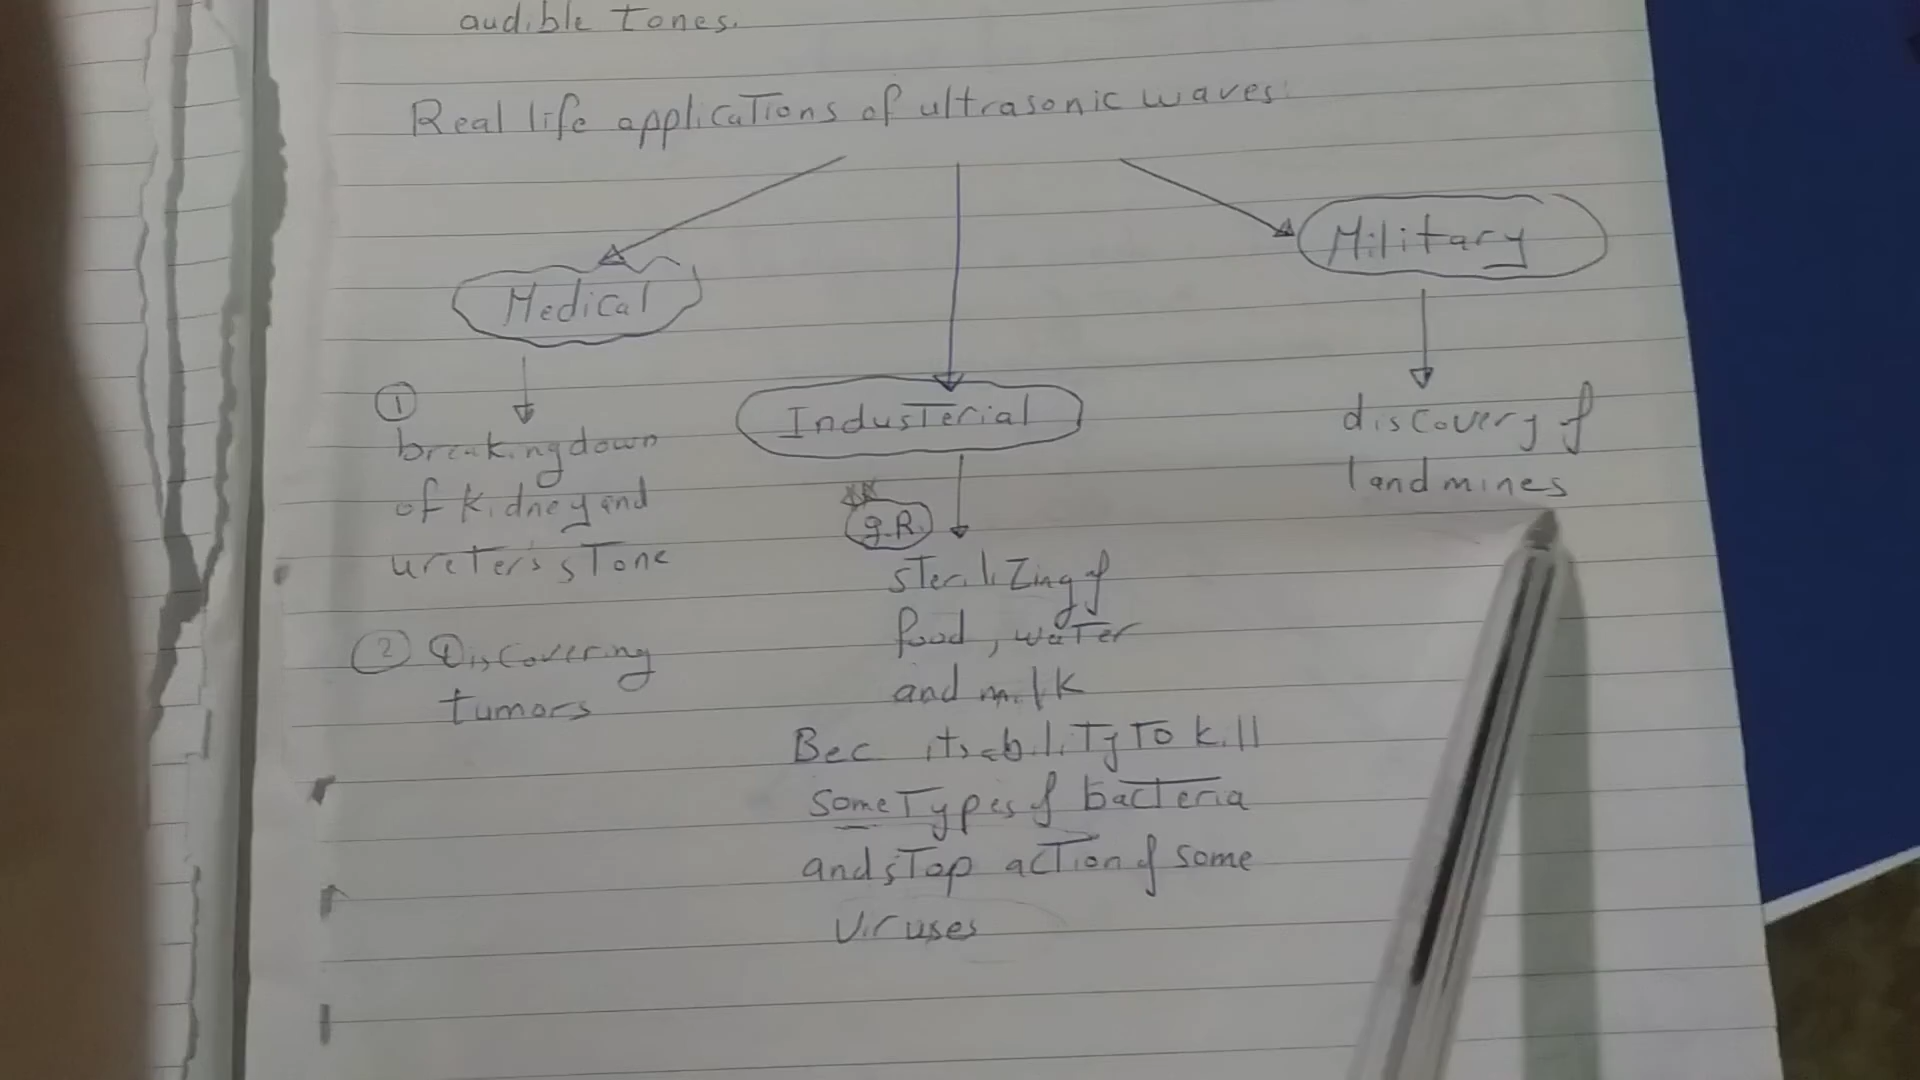 audible tones.
Real life applications of ultrasonic waves:
Medical
①
breaking down
of kidney and
ureter's stone
② Discovering
tumors
Industerial
g.R.
sterilizing of
food, water
and milk
Bec its ability To kill
some Types of bacteria
and stop action of some
viruses
Military
discovery of
land mines